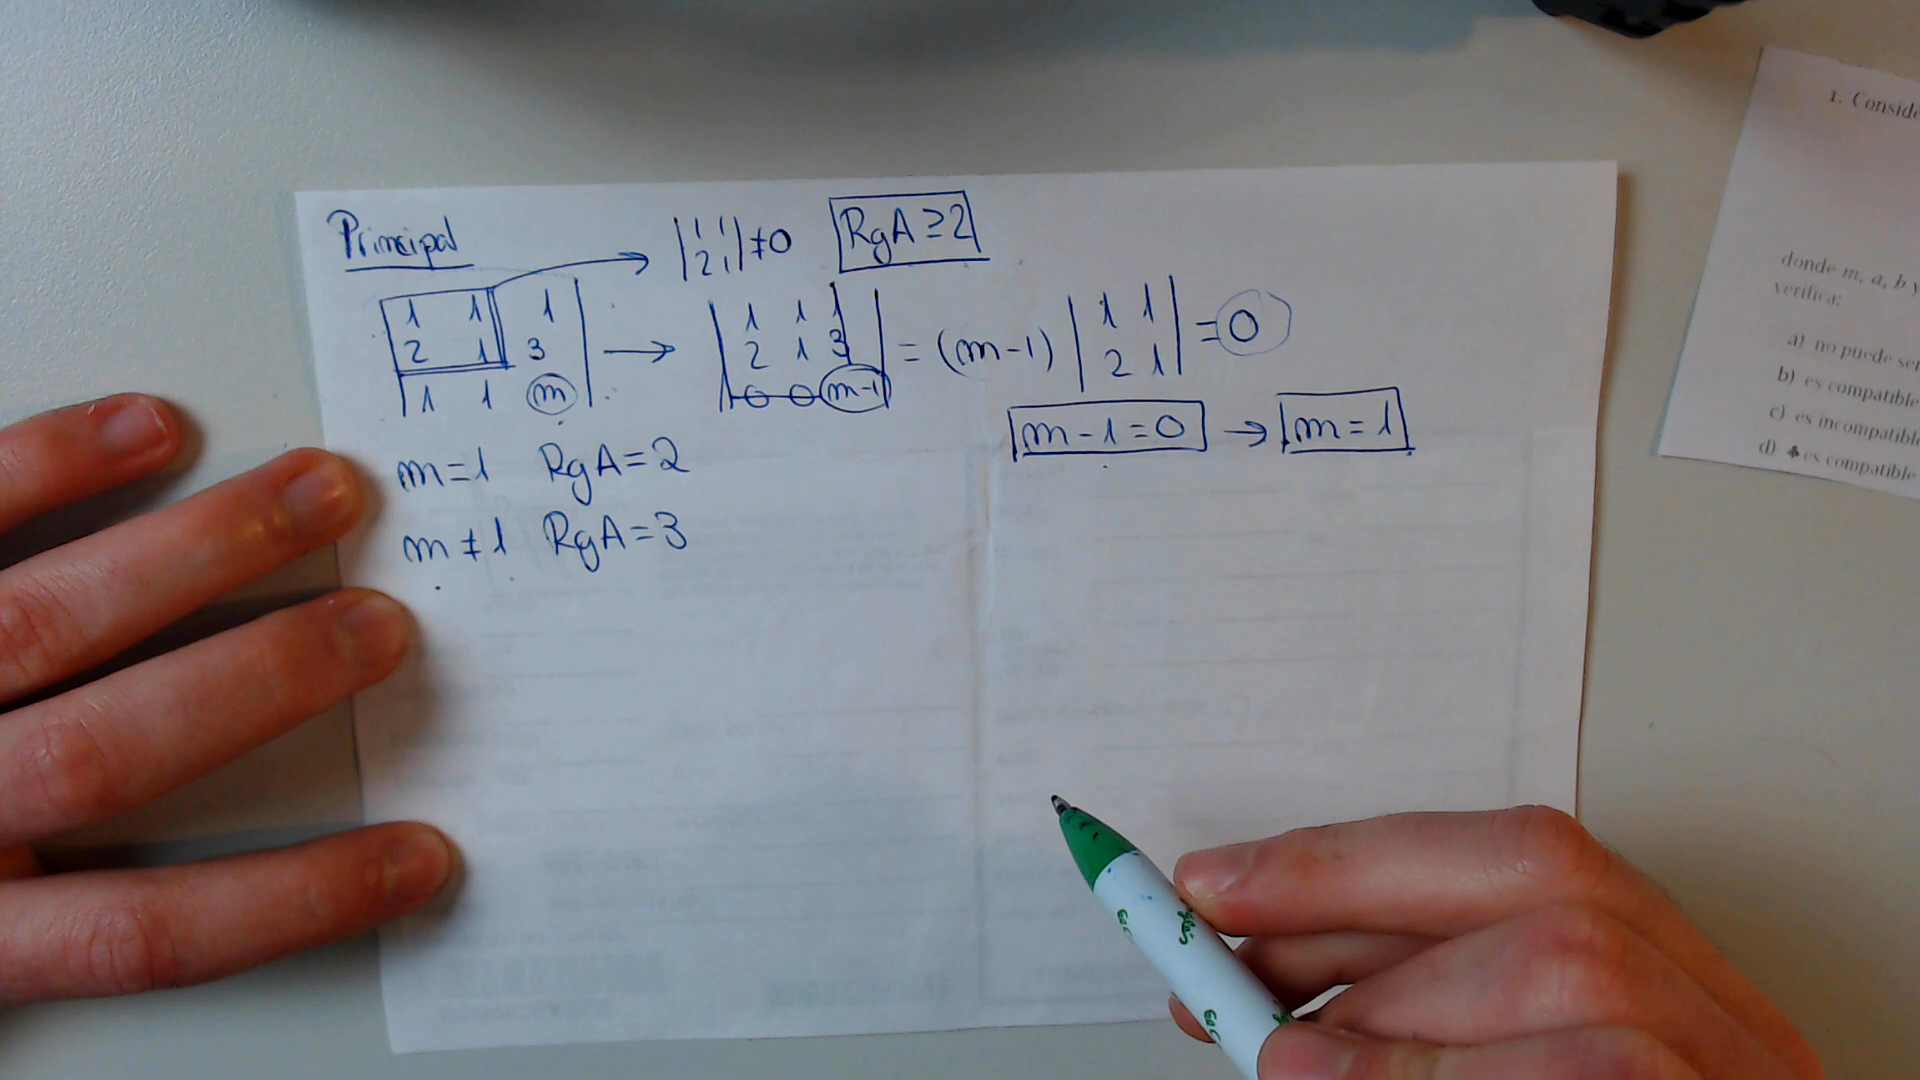 Principal
|1 1; 2 1| ≠ 0 RgA ≥ 2
1 1 1 | 1 1 1
2 1 3 → | 2 1 3 | = (m-1) |1 1; 2 1| = 0
1 1 m | 0 0 m-1
m-1=0 → m=1
m=1 RgA=2
m≠1 RgA=3
1. Conside
donde m, a, b y
verifica:
a) no puede ser
b) es compatible
c) es incompatible
d) ♣es compatible